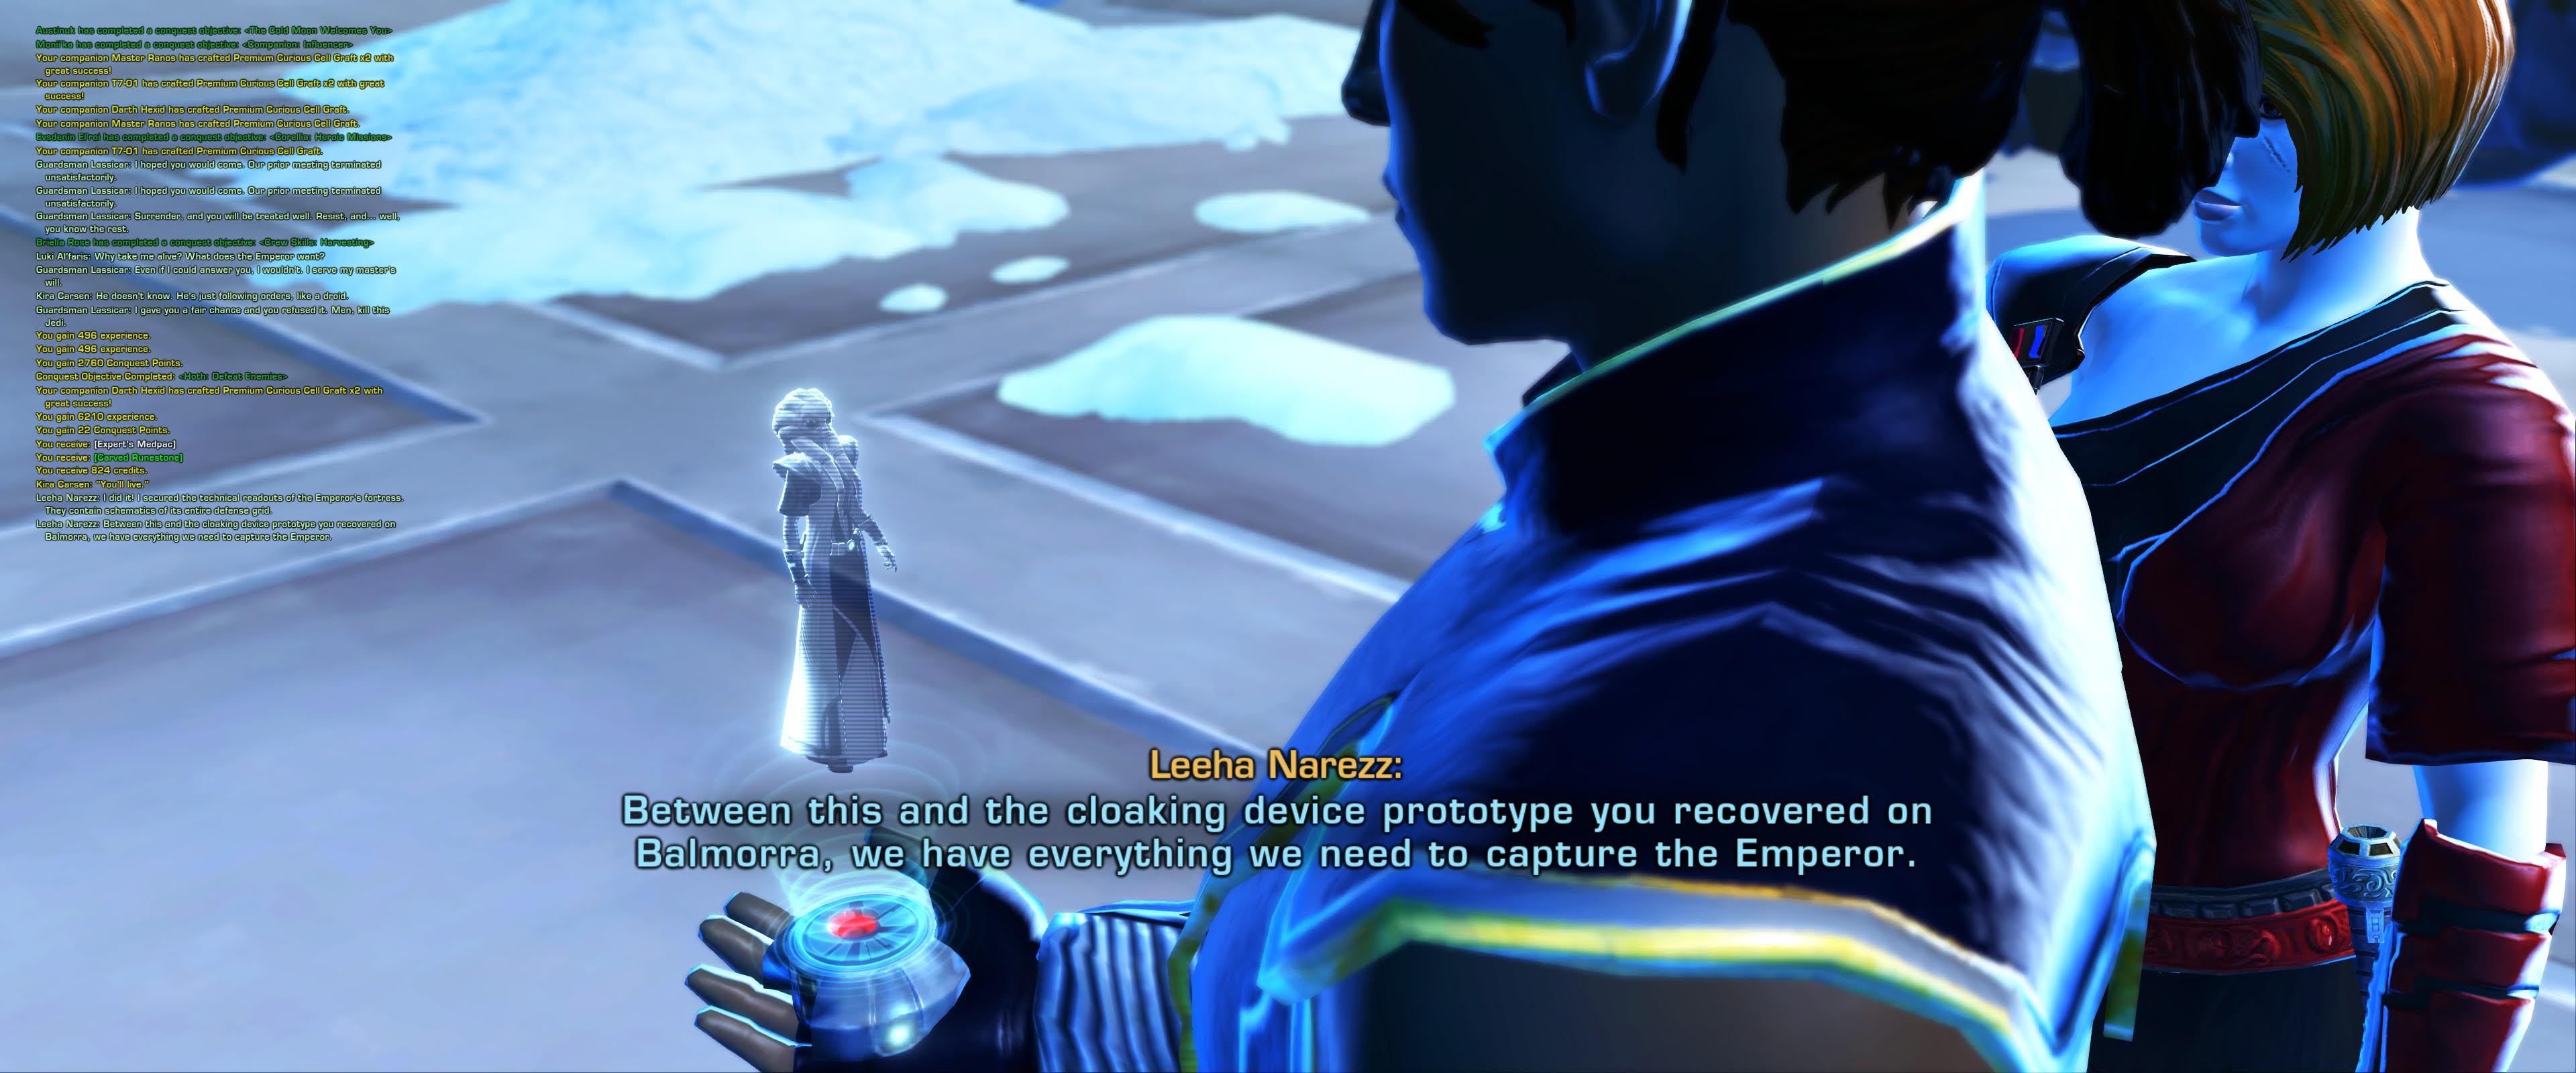 Austinuk has completed a conquest objective: <The Cold Moon Welcomes You>
Moni'ka has completed a conquest objective: <Companion: Influencer>
Your companion Master Ranos has crafted Premium Curious Cell Graft x2 with
great success!
Your companion T7-01 has crafted Premium Curious Cell Graft x2 with great
success!
Your companion Darth Hexid has crafted Premium Curious Cell Graft.
Your companion Master Ranos has crafted Premium Curious Cell Graft.
Evsdenin El'roi has completed a conquest objective: <Corellia: Heroic Missions>
Your companion T7-01 has crafted Premium Curious Cell Graft.
Guardsman Lassicar: I hoped you would come. Our prior meeting terminated
unsatisfactorily.
Guardsman Lassicar: I hoped you would come. Our prior meeting terminated
unsatisfactorily.
Guardsman Lassicar: Surrender, and you will be treated well. Resist, and... well,
you know the rest.
Briella Rose has completed a conquest objective: <Crew Skills: Harvesting>
Luki Al'faris: Why take me alive? What does the Emperor want?
Guardsman Lassicar: Even if I could answer you, I wouldn't. I serve my master's
will.
Kira Carsen: He doesn't know. He's just following orders, like a droid.
Guardsman Lassicar: I gave you a fair chance and you refused it. Men, kill this
Jedi.
You gain 496 experience.
You gain 496 experience.
You gain 2760 Conquest Points.
Conquest Objective Completed: <Hoth: Defeat Enemies>
Your companion Darth Hexid has crafted Premium Curious Cell Graft x2 with
great success!
You gain 6210 experience.
You gain 22 Conquest Points.
You receive: [Expert's Medpac]
You receive: [Carved Runestone]
You receive 824 credits.
Kira Carsen: "You'll live."
Leeha Narezz: I did it! I secured the technical readouts of the Emperor's fortress.
They contain schematics of its entire defense grid.
Leeha Narezz: Between this and the cloaking device prototype you recovered on
Balmorra, we have everything we need to capture the Emperor.
Leeha Narezz:
Between this and the cloaking device prototype you recovered on
Balmorra, we have everything we need to capture the Emperor.